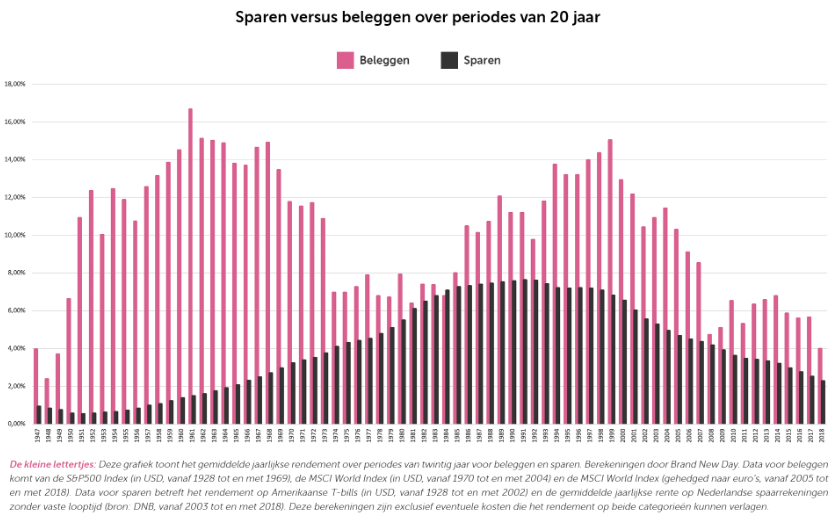 Sparen versus beleggen over periodes van 20 jaar
Beleggen Sparen
18,00%
16,00%
14,00%
12,00%
10,00%
8,00%
6,00%
4,00%
2,00%
0,00%
1947 1948 1949 1950 1951 1952 1953 1954 1955 1956 1957 1958 1959 1960 1961 1962 1963 1964 1965 1966 1967 1968 1969 1970 1971 1972 1973 1974 1975 1976 1977 1978 1979 1980 1981 1982 1983 1984 1985 1986 1987 1988 1989 1990 1991 1992 1993 1994 1995 1996 1997 1998 1999 2000 2001 2002 2003 2004 2005 2006 2007 2008 2009 2010 2011 2012 2013 2014 2015 2016 2017 2018
De kleine lettertjes: Deze grafiek toont het gemiddelde jaarlijkse rendement over periodes van twintig jaar voor beleggen en sparen. Berekeningen door Brand New Day. Data voor beleggen
komt van de S&P500 Index (in USD, vanaf 1928 tot en met 1969), de MSCI World Index (in USD, vanaf 1970 tot en met 2004) en de MSCI World Index (gehedged naar euro's, vanaf 2005 tot
en met 2018). Data voor sparen betreft het rendement op Amerikaanse T-bills (in USD, vanaf 1928 tot en met 2002) en de gemiddelde jaarlijkse rente op Nederlandse spaarrekeningen
zonder vaste looptijd (bron: DNB, vanaf 2003 tot en met 2018). Deze berekeningen zijn exclusief eventuele kosten die het rendement op beide categorieën kunnen verlagen.